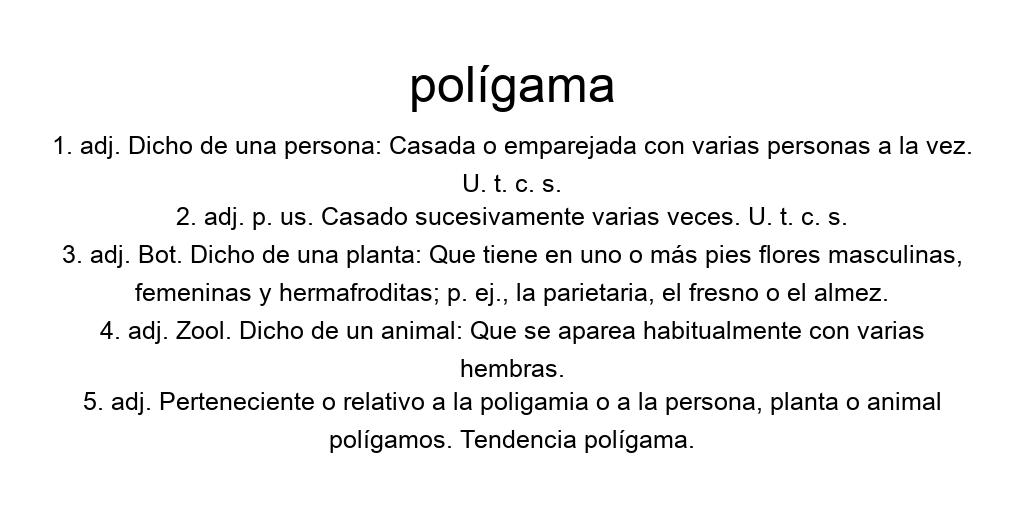 polígama
1. adj. Dicho de una persona: Casada o emparejada con varias personas a la vez.
U. t. c. s.
2. adj. p. us. Casado sucesivamente varias veces. U. t. c. s.
3. adj. Bot. Dicho de una planta: Que tiene en uno o más pies flores masculinas,
femeninas y hermafroditas; p. ej., la parietaria, el fresno o el almez.
4. adj. Zool. Dicho de un animal: Que se aparea habitualmente con varias
hembras.
5. adj. Perteneciente o relativo a la poligamia o a la persona, planta o animal
polígamos. Tendencia polígama.